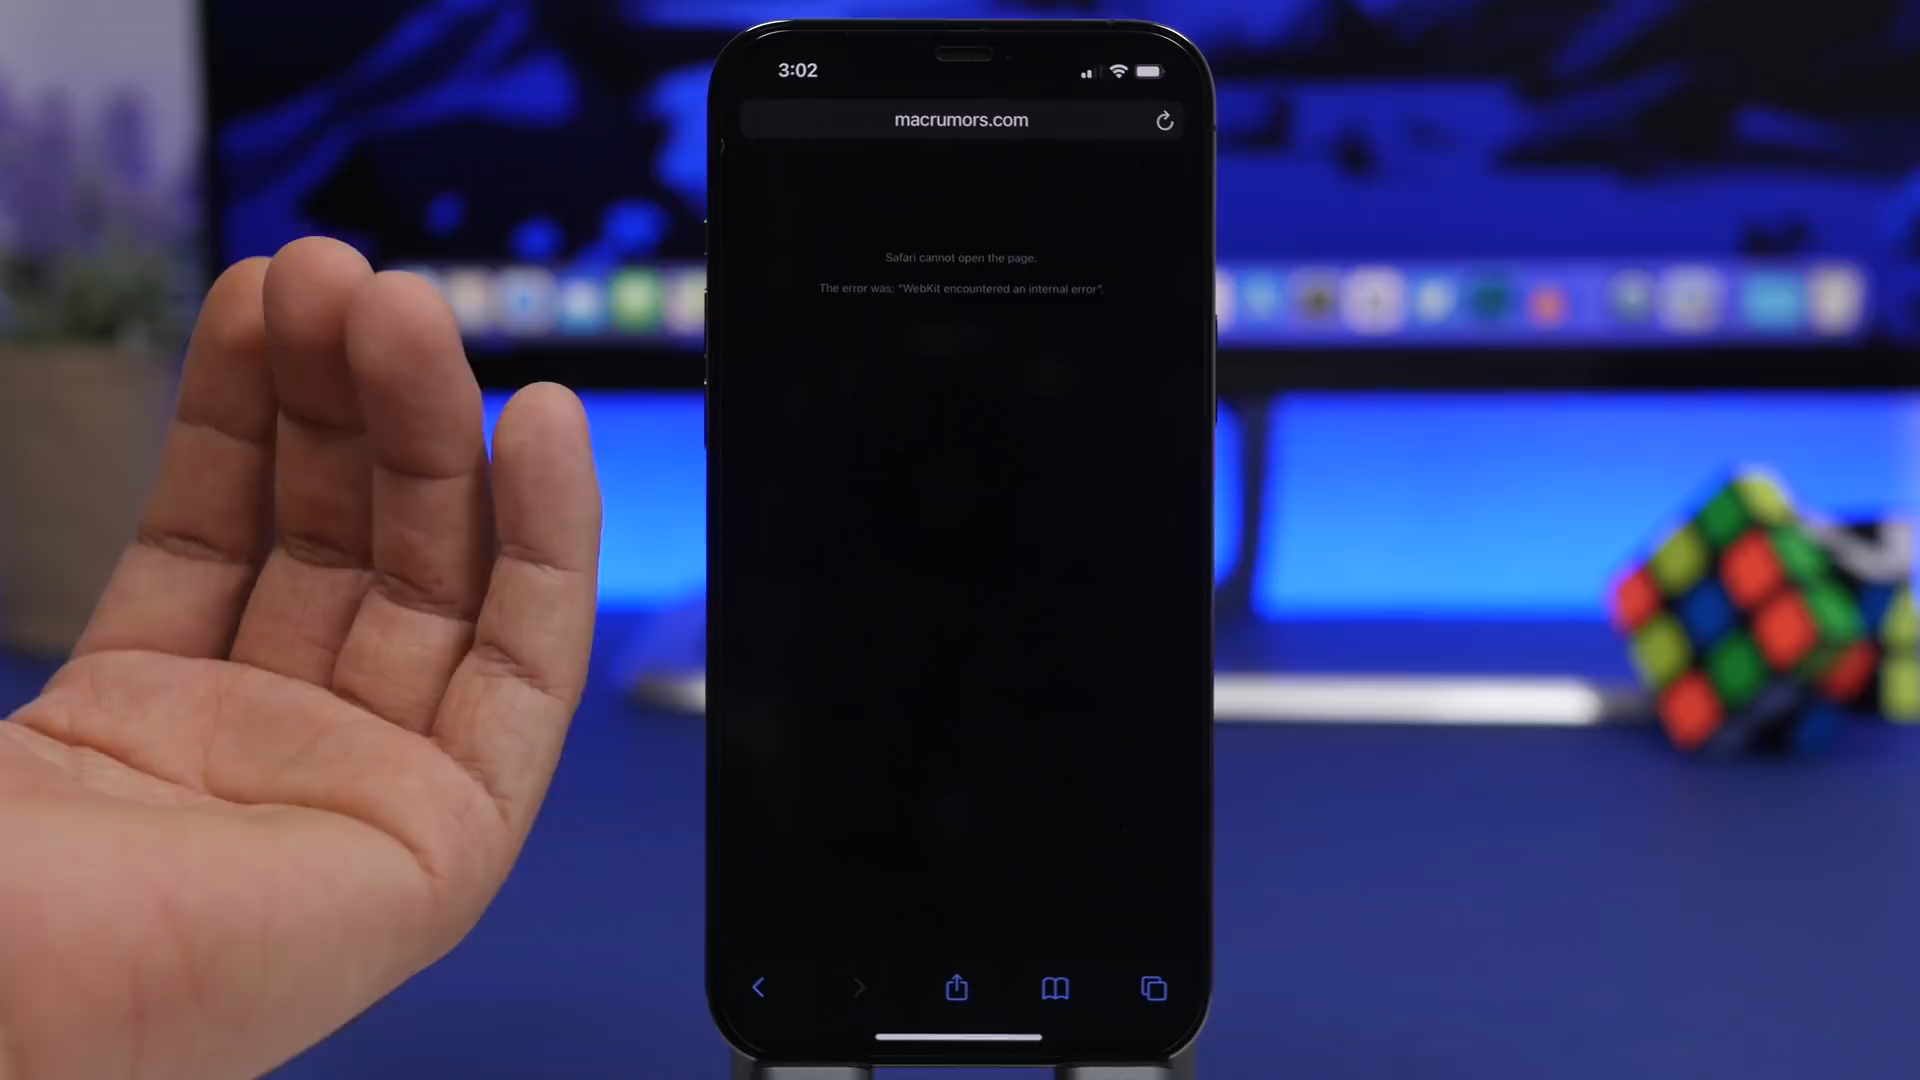 3:02
macrumors.com
Safari cannot open the page.
The error was: “WebKit encountered an internal error”.